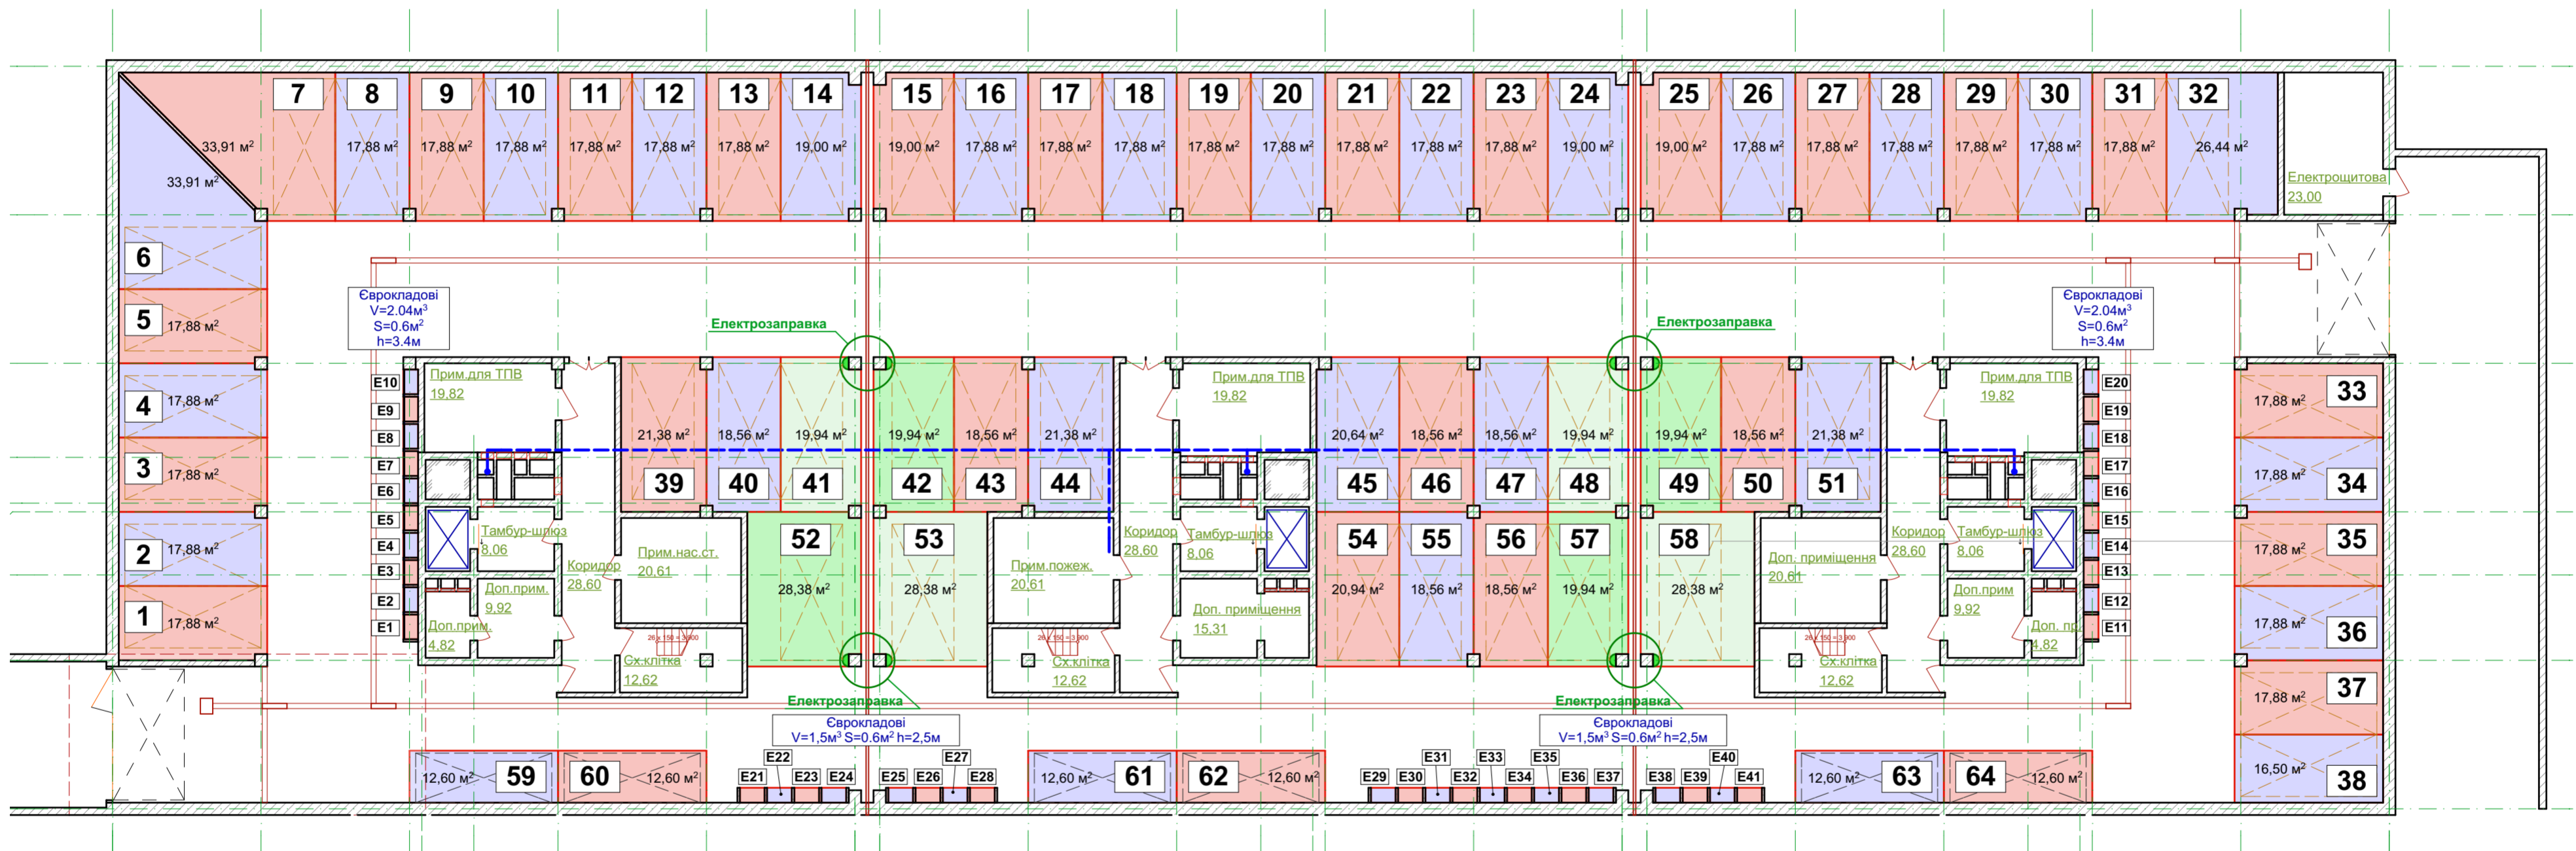 7 8 9 10 11 12 13 14 15 16 17 18 19 20 21 22 23 24 25 26 27 28 29 30 31 32
33,91 м² 17,88 м² 17,88 м² 17,88 м² 17,88 м² 17,88 м² 17,88 м² 19,00 м² 19,00 м² 17,88 м² 17,88 м² 17,88 м² 17,88 м² 17,88 м² 17,88 м² 17,88 м² 17,88 м² 19,00 м² 19,00 м² 17,88 м² 17,88 м² 17,88 м² 17,88 м² 17,88 м² 17,88 м² 26,44 м²
33,91 м²
Електрощитова
23,00
6
5 17,88 м²
4 17,88 м²
3 17,88 м²
2 17,88 м²
1 17,88 м²
Єврокладові
V=2.04м³
S=0.6м²
h=3.4м
Електрозаправка
Електрозаправка
Єврокладові
V=2.04м³
S=0.6м²
h=3.4м
E10
E9
E8
E7
E6
E5
E4
E3
E2
E1
Прим.для ТПВ
19,82
Тамбур-шлюз
8,06
Доп.прим.
9,92
Доп.прим.
4,82
Коридор
28,60
Прим.нас.ст.
20,61
26 x 150 = 3 900
Сх.клітка
12,62
21,38 м² 18,56 м² 19,94 м² 19,94 м² 18,56 м² 21,38 м²
39 40 41 42 43 44
52 53
28,38 м² 28,38 м²
Прим.пожеж.
20,61
26 x 150 = 3 900
Сх.клітка
12,62
Коридор
28,60
Прим.для ТПВ
19,82
Тамбур-шлюз
8,06
Доп. приміщення
15,31
20,64 м² 18,56 м² 18,56 м² 19,94 м² 19,94 м² 18,56 м² 21,38 м²
45 46 47 48 49 50 51
54 55 56 57 58
20,94 м² 18,56 м² 18,56 м² 19,94 м² 28,38 м²
Доп. приміщення
20,61
26 x 150 = 3 900
Сх.клітка
12,62
Коридор
28,60
Прим.для ТПВ
19,82
Тамбур-шлюз
8,06
Доп.прим
9,92
Доп. пр
4,82
E20
E19
E18
E17
E16
E15
E14
E13
E12
E11
17,88 м² 33
17,88 м² 34
17,88 м² 35
17,88 м² 36
17,88 м² 37
16,50 м² 38
Електрозаправка
Електрозаправка
Єврокладові
V=1,5м³ S=0.6м² h=2,5м
Єврокладові
V=1,5м³ S=0.6м² h=2,5м
12,60 м² 59 60 12,60 м²
E21 E22 E23 E24 E25 E26 E27 E28
12,60 м² 61 62 12,60 м²
E29 E30 E31 E32 E33 E34 E35 E36 E37 E38 E39 E40 E41
12,60 м² 63 64 12,60 м²